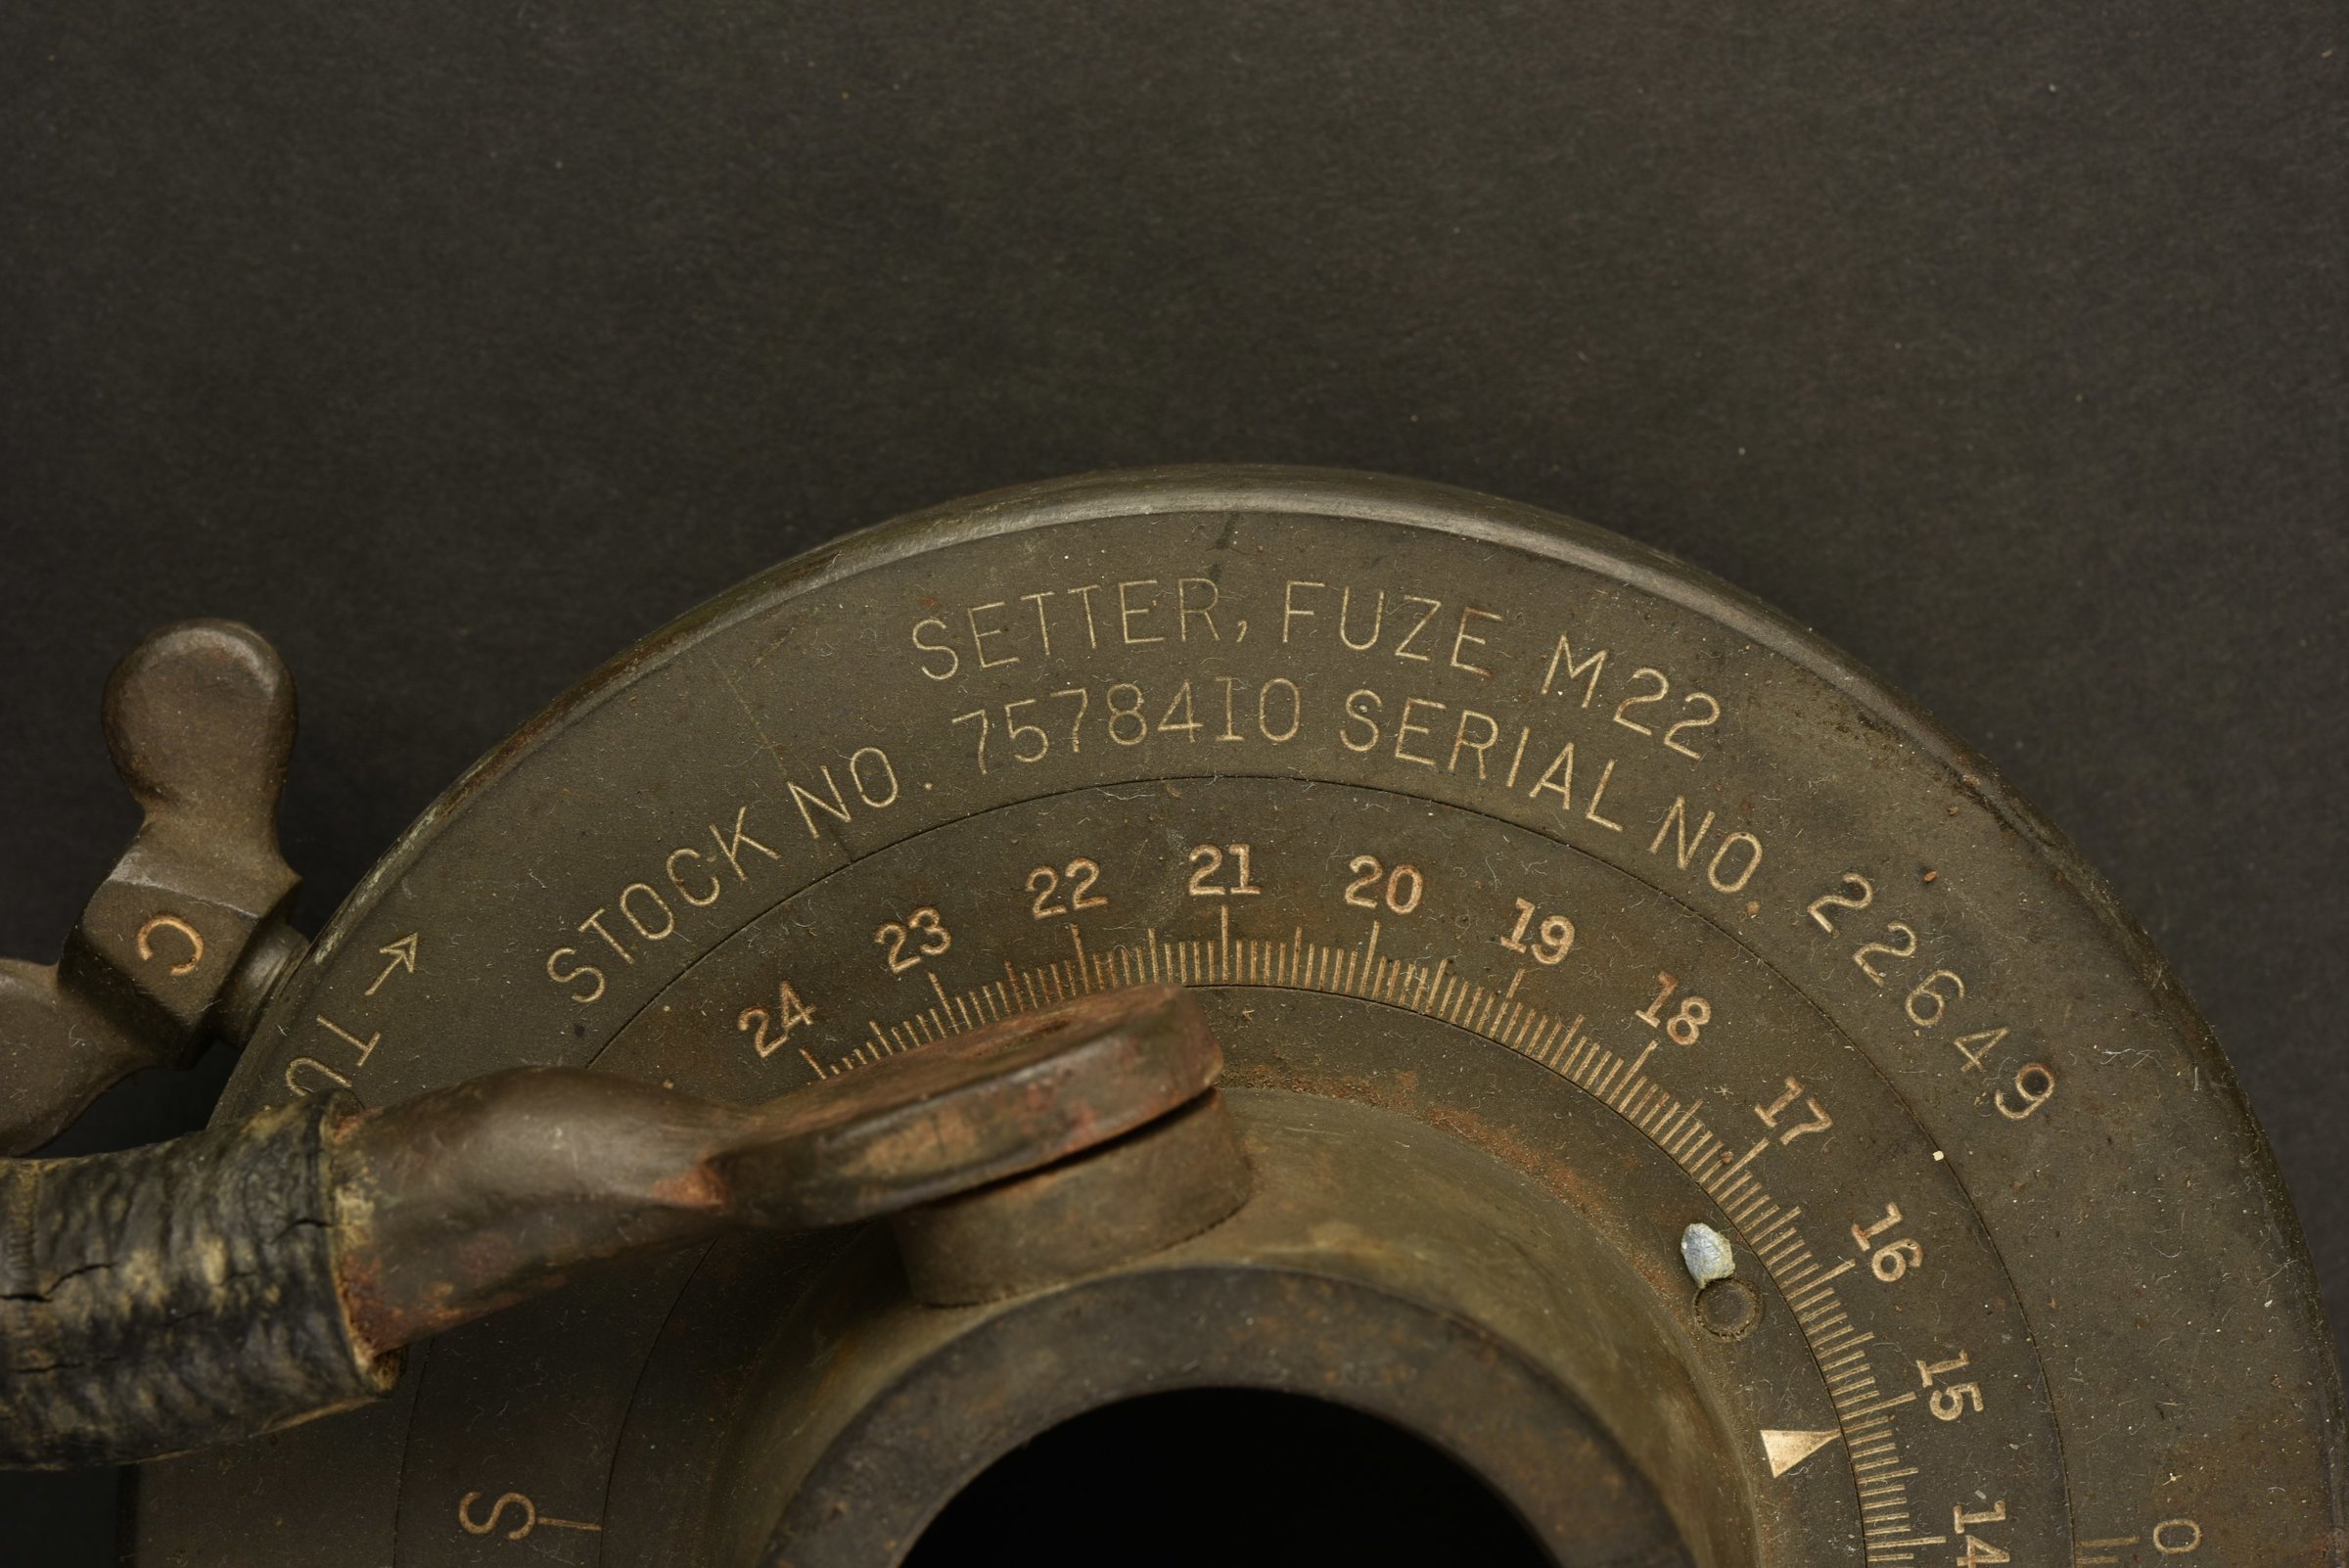 SETTER, FUZE M22
STOCK NO. 7578410 SERIAL NO. 22649
24 23 22 21 20 19 18 17 16 15 14
C
S
0